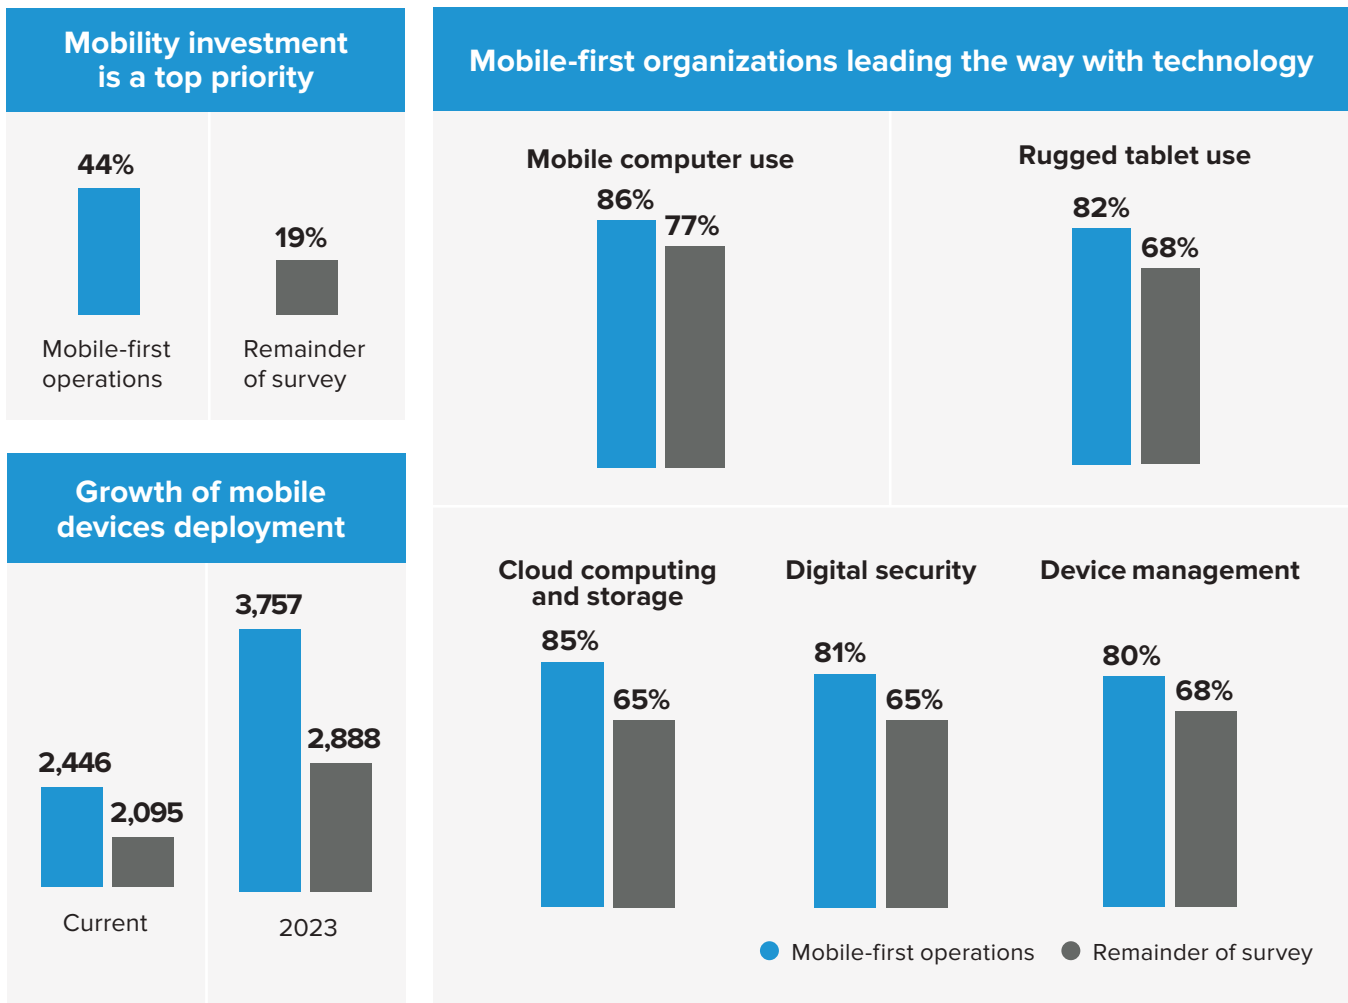 Mobility investment
is a top priority
44%
19%
Mobile-first
operations
Remainder
of survey
Growth of mobile
devices deployment
2,446
2,095
Current
3,757
2,888
2023
Mobile-first organizations leading the way with technology
Mobile computer use
86%
77%
Rugged tablet use
82%
68%
Cloud computing
and storage
85%
65%
Digital security
81%
65%
Device management
80%
68%
Mobile-first operations
Remainder of survey